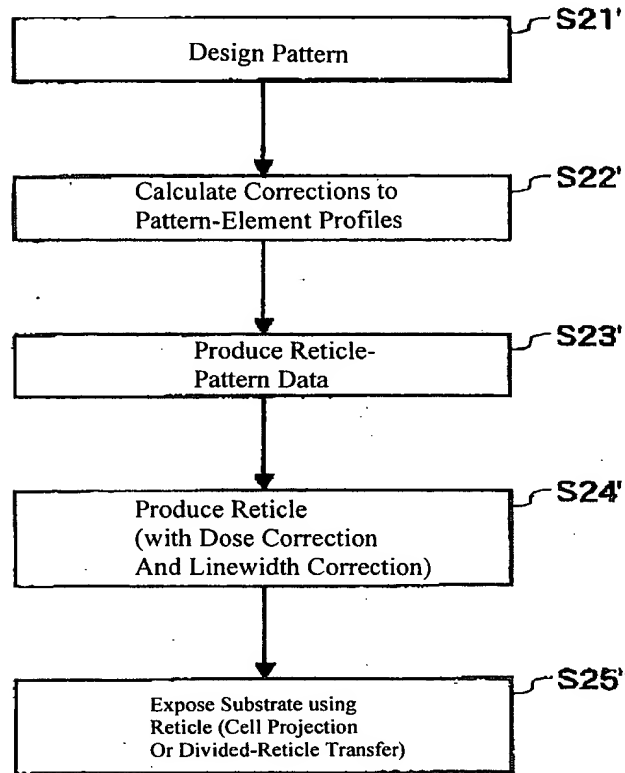 S21'
Design Pattern
S22'
Calculate Corrections to
Pattern-Element Profiles
S23'
Produce Reticle-
Pattern Data
S24'
Produce Reticle
(with Dose Correction
And Linewidth Correction)
S25'
Expose Substrate using
Reticle (Cell Projection
Or Divided-Reticle Transfer)